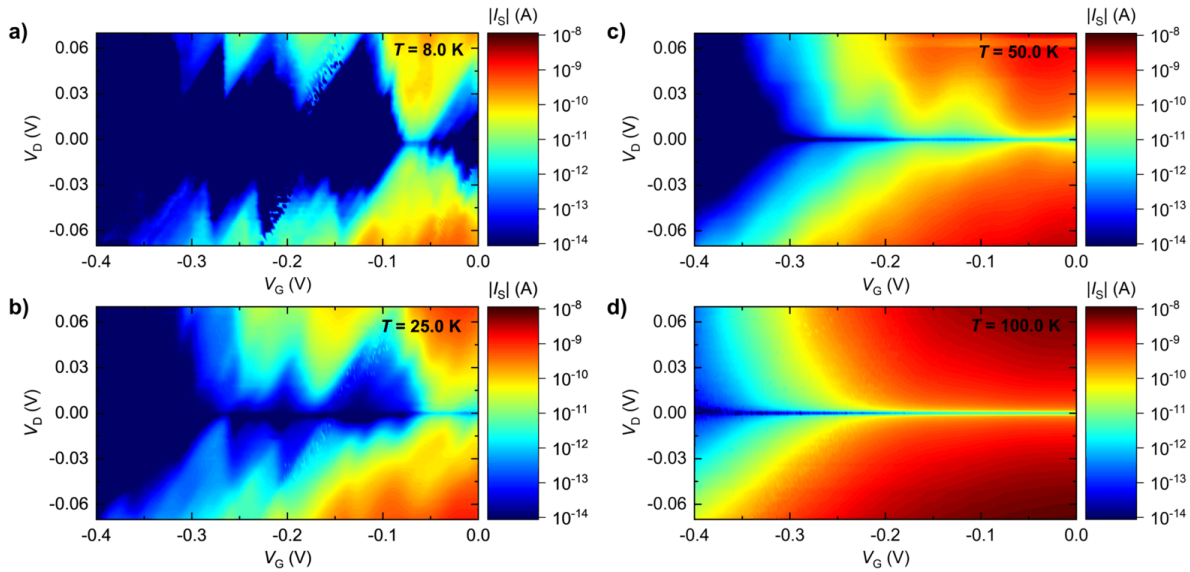 a)
|I_S| (A)
T = 8.0 K
0.06
0.03
0.00
-0.03
-0.06
V_D (V)
-0.4 -0.3 -0.2 -0.1 0.0
V_G (V)
10⁻⁸
10⁻⁹
10⁻¹⁰
10⁻¹¹
10⁻¹²
10⁻¹³
10⁻¹⁴
c)
|I_S| (A)
T = 50.0 K
0.06
0.03
0.00
-0.03
-0.06
V_D (V)
-0.4 -0.3 -0.2 -0.1 0.0
V_G (V)
10⁻⁸
10⁻⁹
10⁻¹⁰
10⁻¹¹
10⁻¹²
10⁻¹³
10⁻¹⁴
b)
|I_S| (A)
T = 25.0 K
0.06
0.03
0.00
-0.03
-0.06
V_D (V)
-0.4 -0.3 -0.2 -0.1 0.0
V_G (V)
10⁻⁸
10⁻⁹
10⁻¹⁰
10⁻¹¹
10⁻¹²
10⁻¹³
10⁻¹⁴
d)
|I_S| (A)
T = 100.0 K
0.06
0.03
0.00
-0.03
-0.06
V_D (V)
-0.4 -0.3 -0.2 -0.1 0.0
V_G (V)
10⁻⁸
10⁻⁹
10⁻¹⁰
10⁻¹¹
10⁻¹²
10⁻¹³
10⁻¹⁴